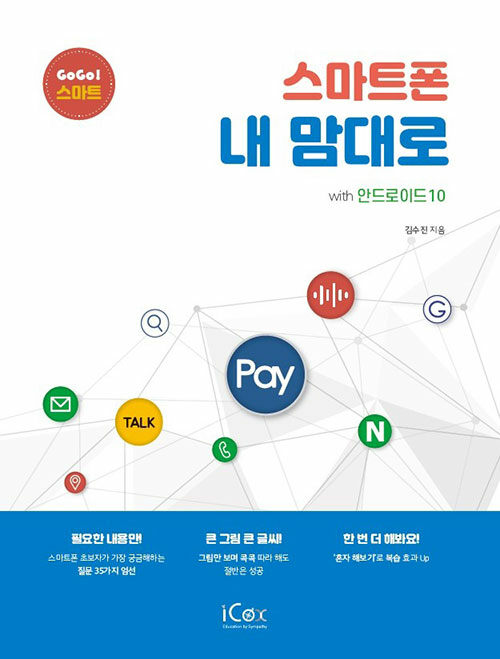 GoGo!
스마트
스마트폰
내 맘대로
with 안드로이드10
김수진 지음
G
Pay
TALK
N
필요한 내용만!
스마트폰 초보자가 가장 궁금해하는
질문 35가지 엄선
큰 그림 큰 글씨!
그림만 보며 콕콕 따라 해도
절반은 성공
한 번 더 해봐요!
'혼자 해보기'로 복습 효과 Up
iCox
Education by Sympathy